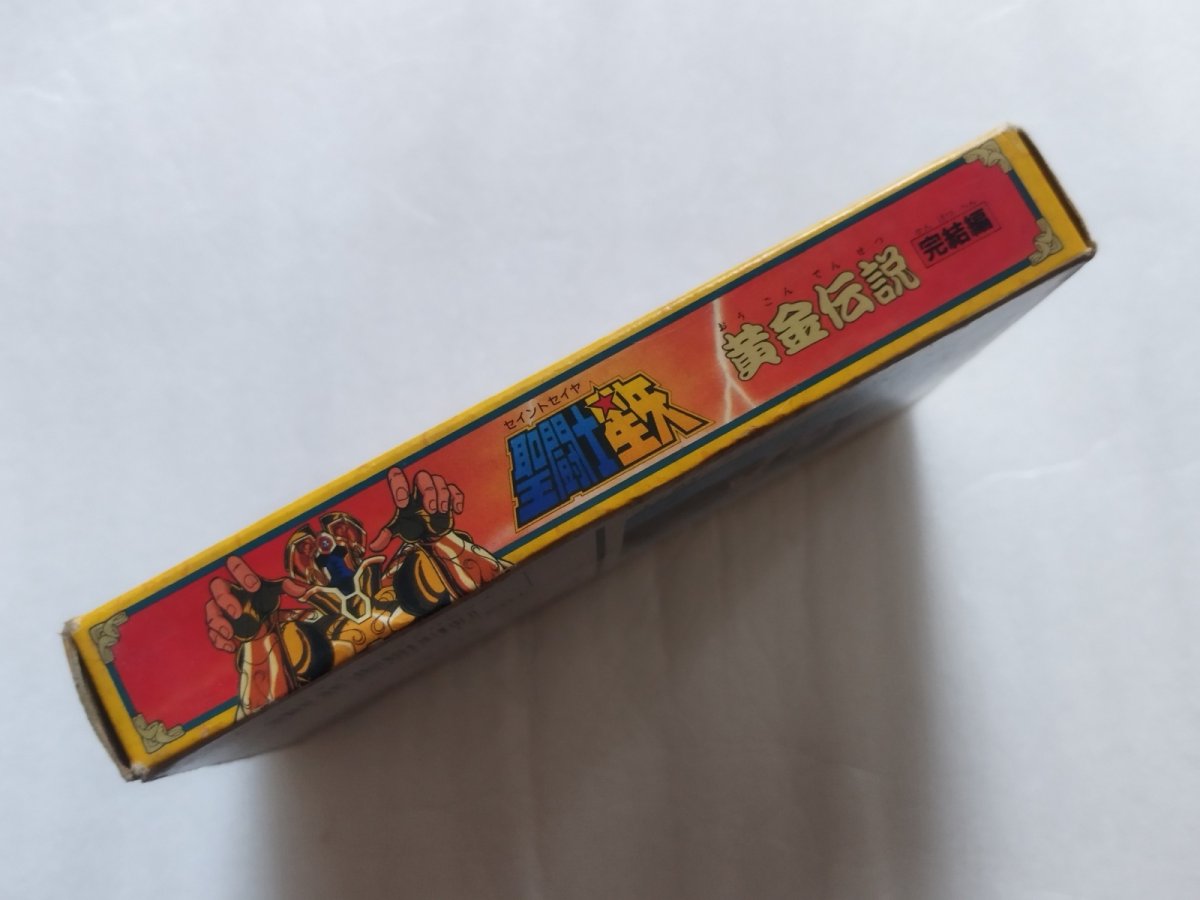 セイントセイヤ
聖闘士星矢
おうごんでんせつ
黄金伝説
かんけつへん
完結編